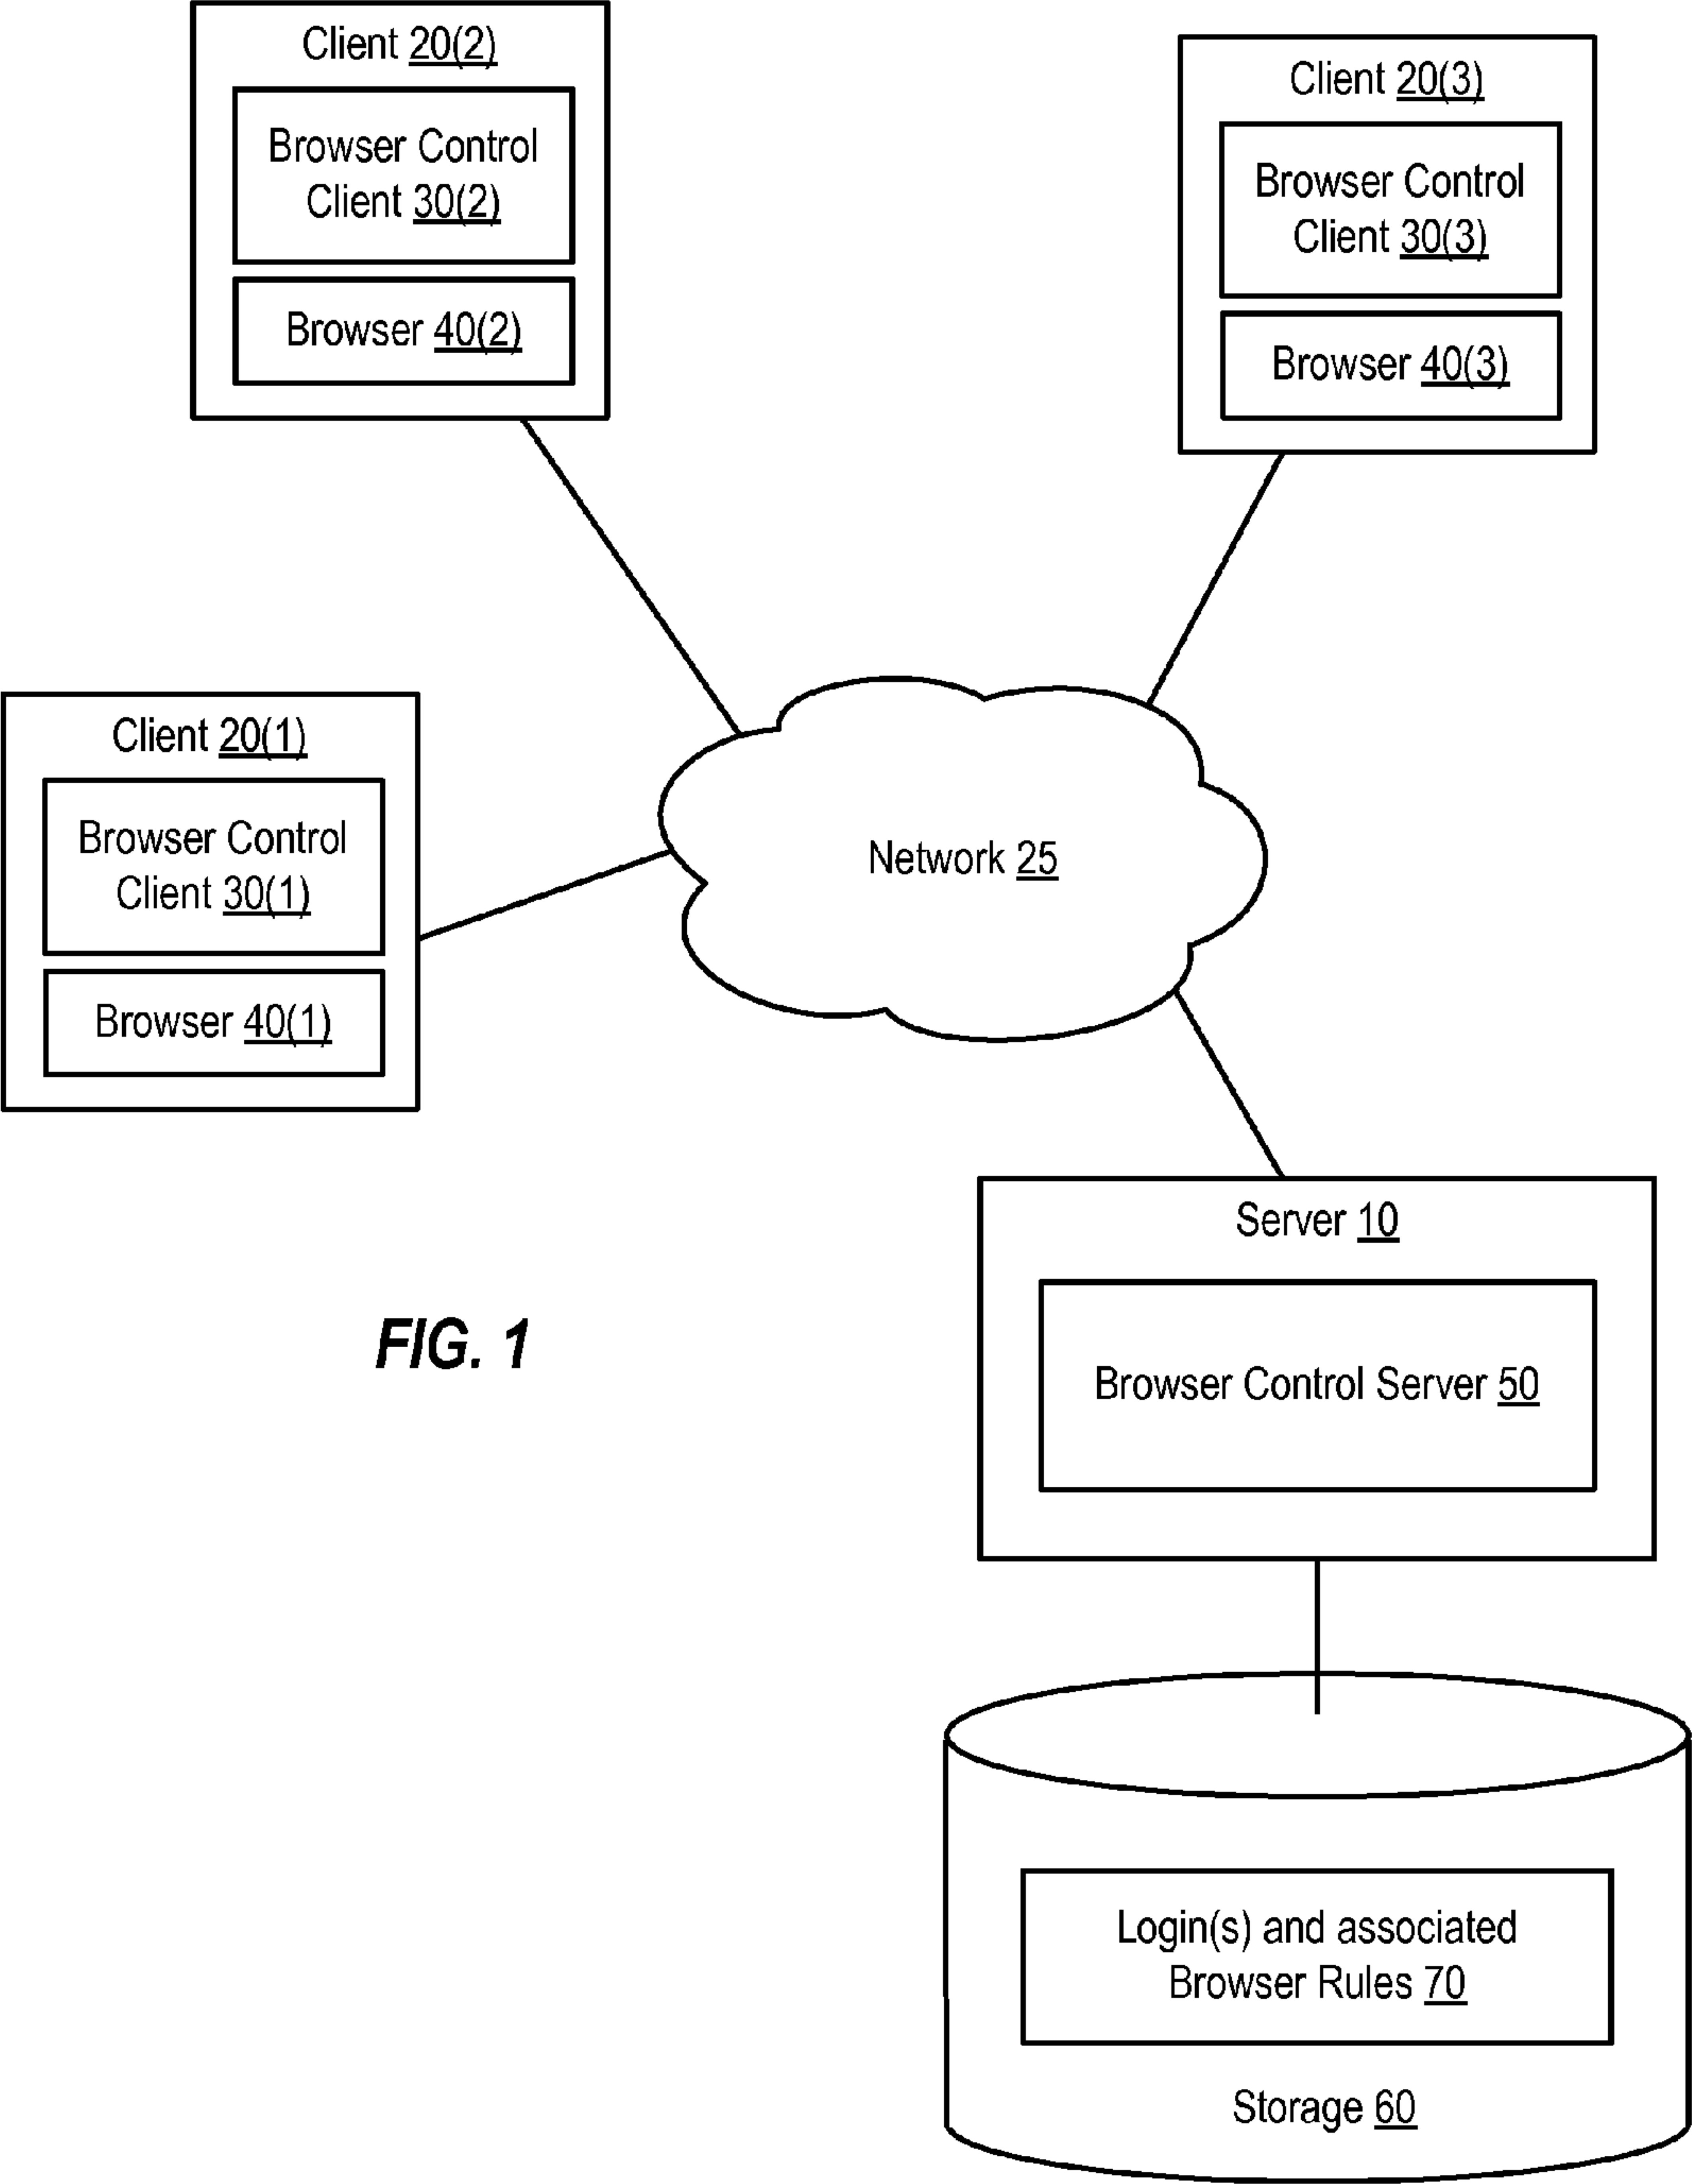 Client 20(2)
Browser Control
Client 30(2)
Browser 40(2)
Client 20(3)
Browser Control
Client 30(3)
Browser 40(3)
Client 20(1)
Browser Control
Client 30(1)
Browser 40(1)
Network 25
Server 10
Browser Control Server 50
FIG. 1
Login(s) and associated
Browser Rules 70
Storage 60